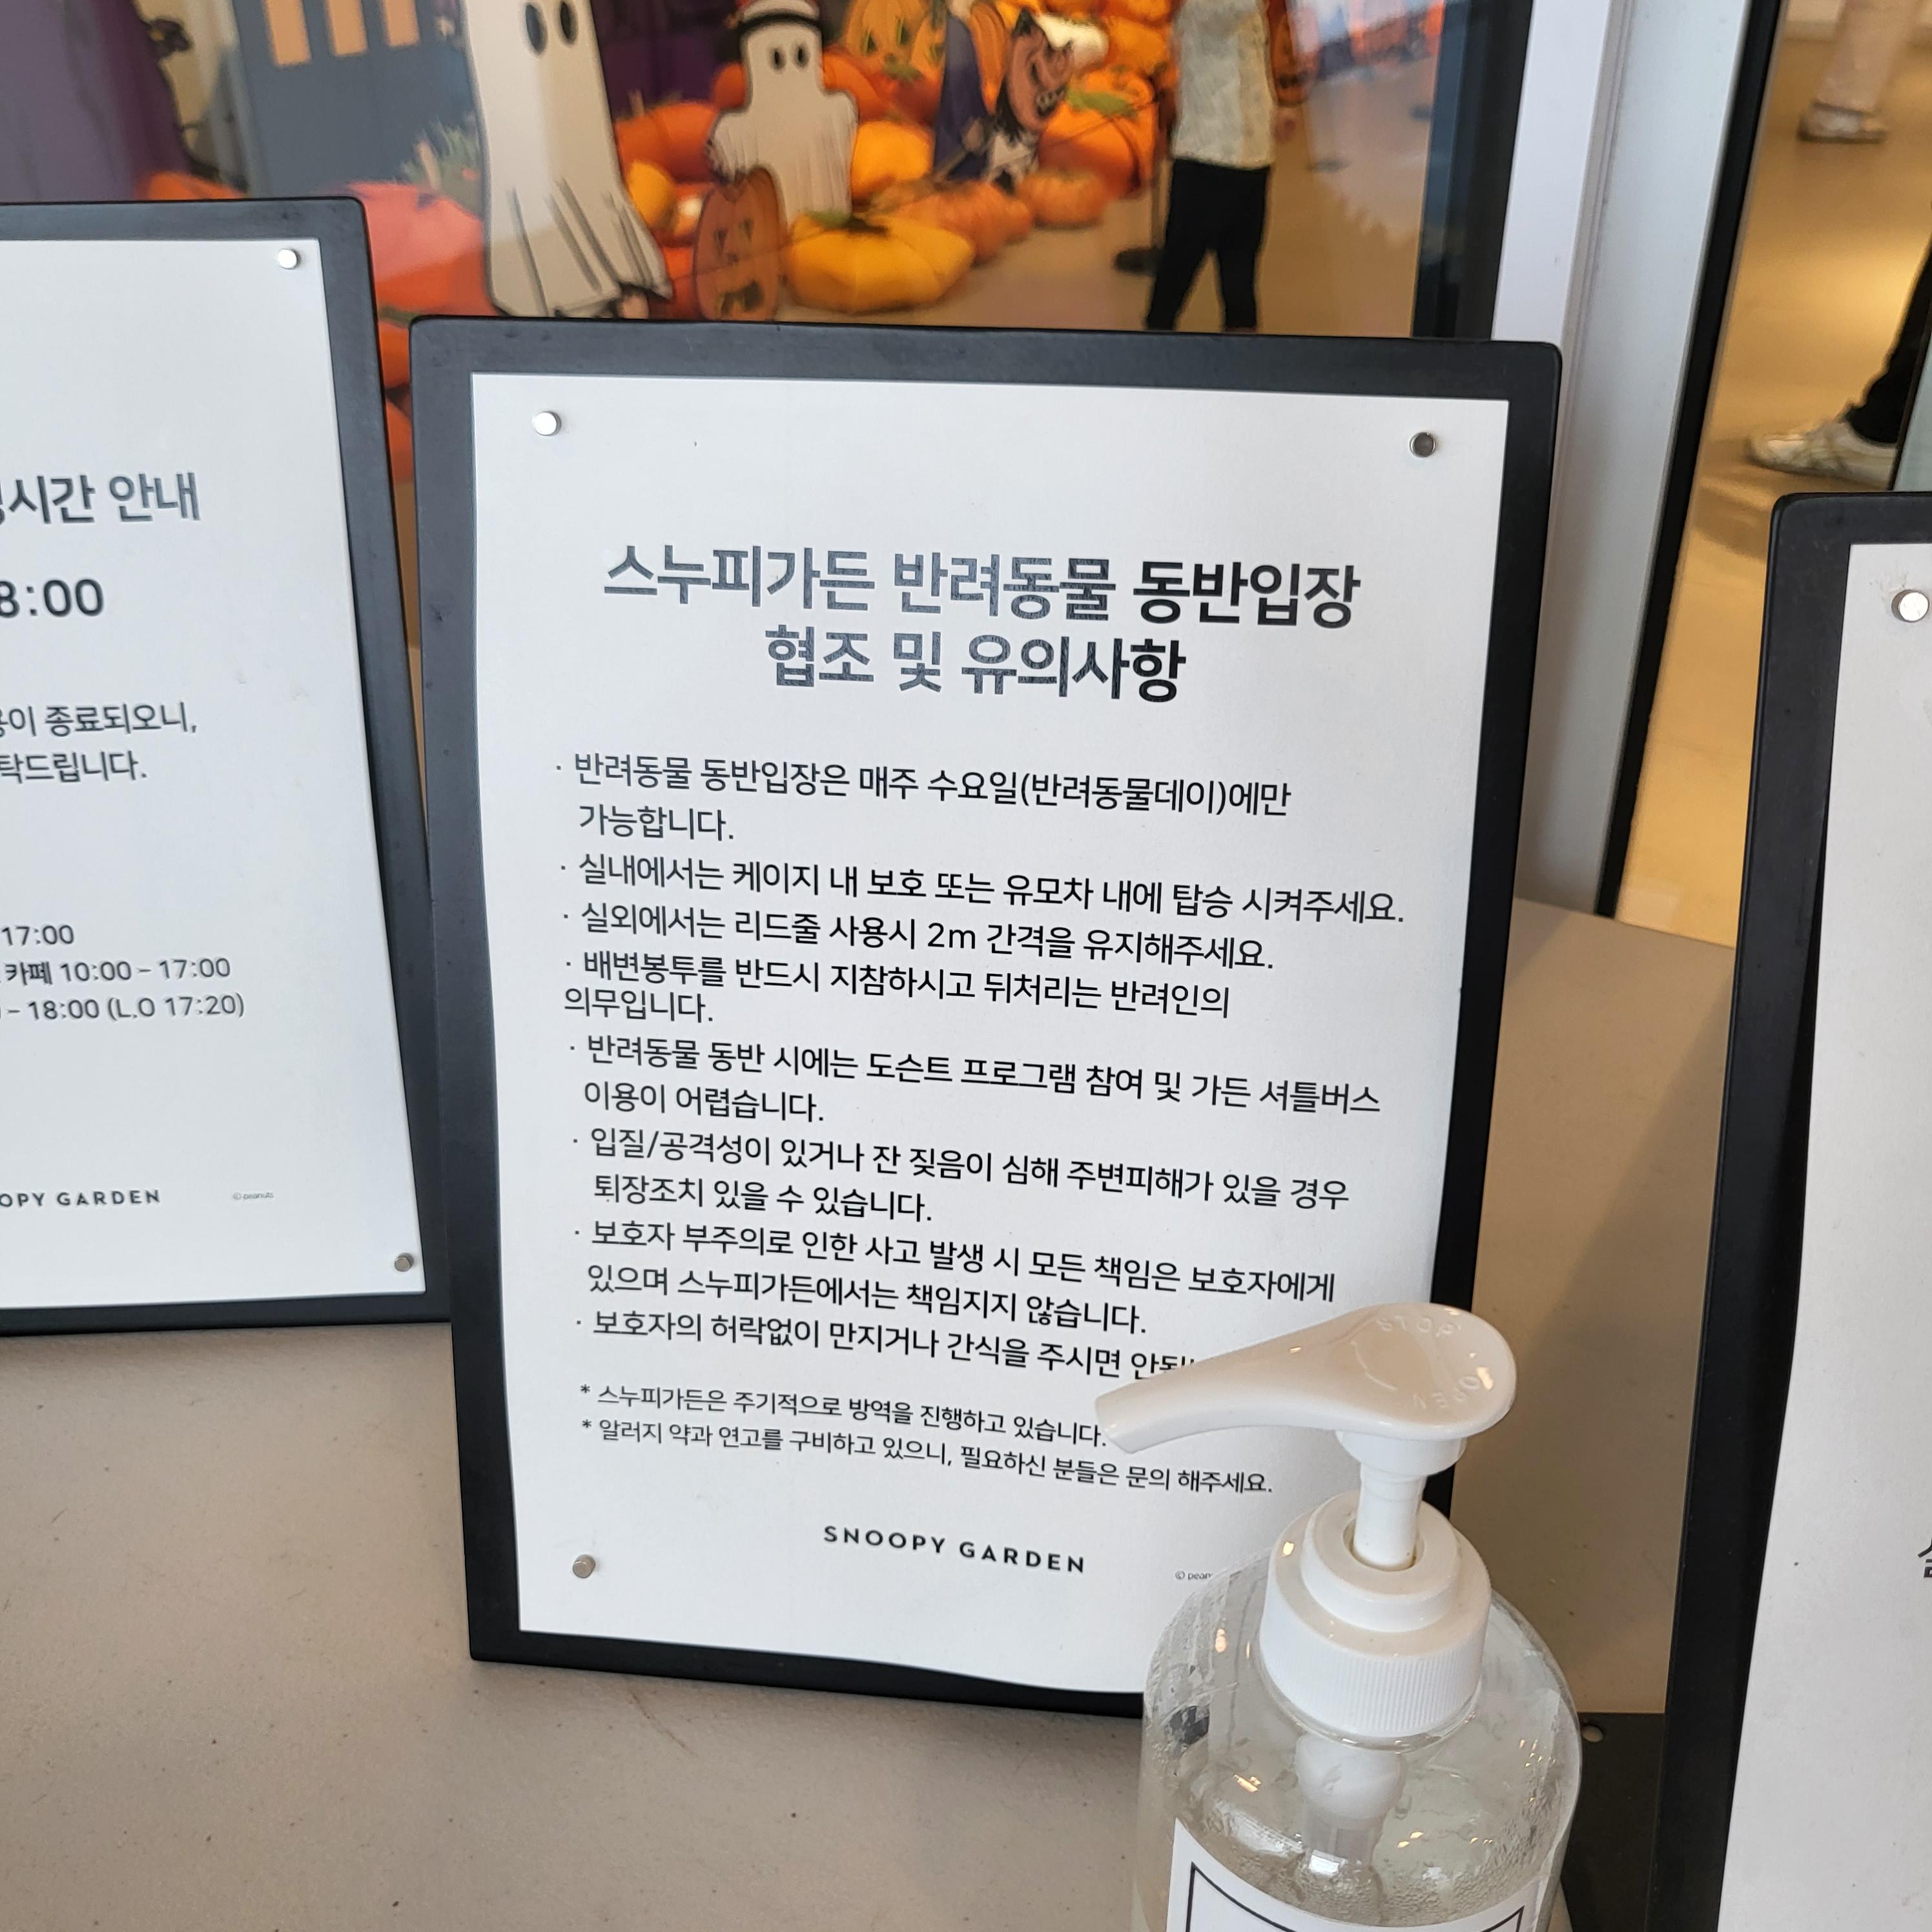 시간 안내
8:00
이 종료되오니,
탁드립니다.
17:00
카페 10:00 - 17:00
- 18:00 (L.O 17:20)
OPY GARDEN
© peanuts
스누피가든 반려동물 동반입장
협조 및 유의사항
· 반려동물 동반입장은 매주 수요일(반려동물데이)에만
가능합니다.
· 실내에서는 케이지 내 보호 또는 유모차 내에 탑승 시켜주세요.
· 실외에서는 리드줄 사용시 2m 간격을 유지해주세요.
· 배변봉투를 반드시 지참하시고 뒤처리는 반려인의
의무입니다.
· 반려동물 동반 시에는 도슨트 프로그램 참여 및 가든 셔틀버스
이용이 어렵습니다.
· 입질/공격성이 있거나 잔 짖음이 심해 주변피해가 있을 경우
퇴장조치 있을 수 있습니다.
· 보호자 부주의로 인한 사고 발생 시 모든 책임은 보호자에게
있으며 스누피가든에서는 책임지지 않습니다.
· 보호자의 허락없이 만지거나 간식을 주시면
* 스누피가든은 주기적으로 방역을 진행하고 있습니다.
* 알러지 약과 연고를 구비하고 있으니, 필요하신 분들은 문의 해주세요.
SNOOPY GARDEN
OPEN